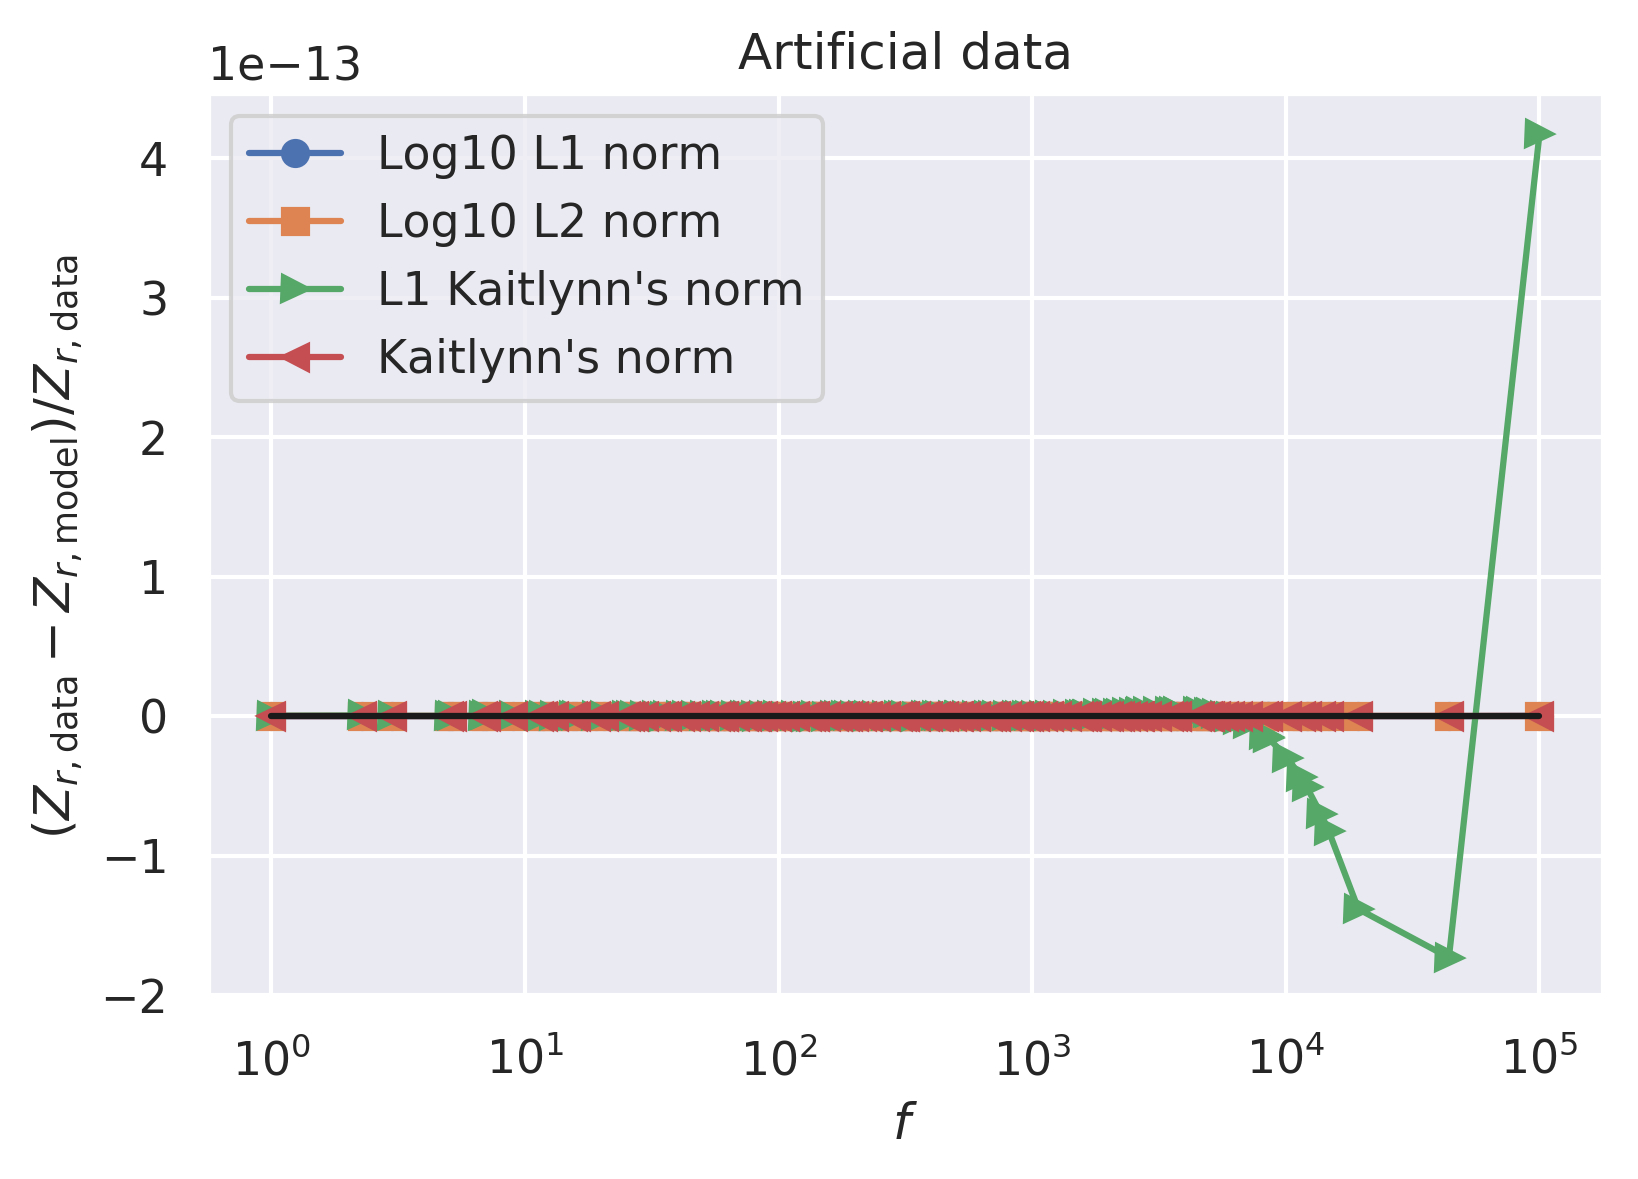 Artificial data
1e−13
Log10 L1 norm
Log10 L2 norm
L1 Kaitlynn's norm
Kaitlynn's norm
4
3
2
1
0
−1
−2
(Z_{r, data} − Z_{r, model})/Z_{r, data}
10^0 10^1 10^2 10^3 10^4 10^5
f